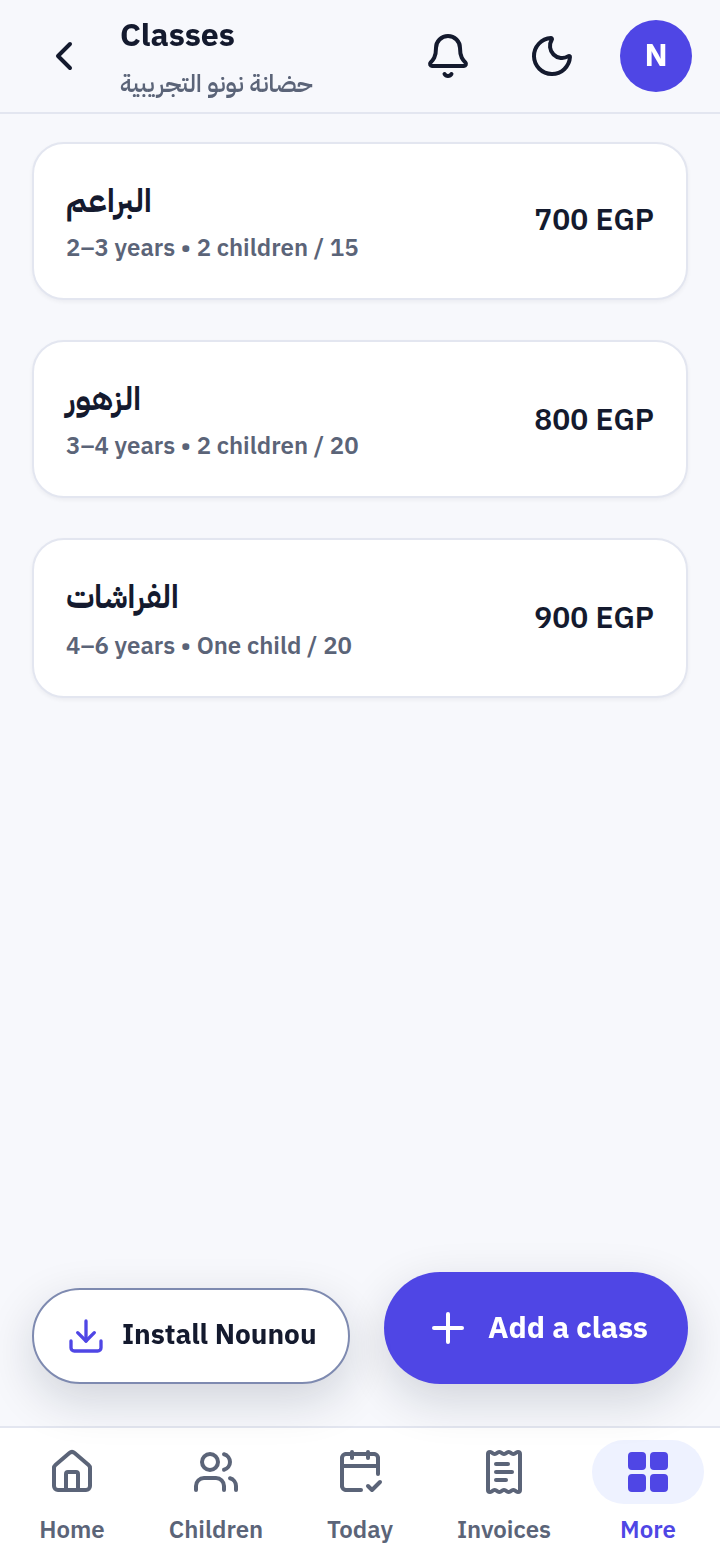 Classes
حضانة نونو التجريبية
N
البراعم
2–3 years • 2 children / 15
700 EGP
الزهور
3–4 years • 2 children / 20
800 EGP
الفراشات
4–6 years • One child / 20
900 EGP
Install Nounou
Add a class
Home
Children
Today
Invoices
More